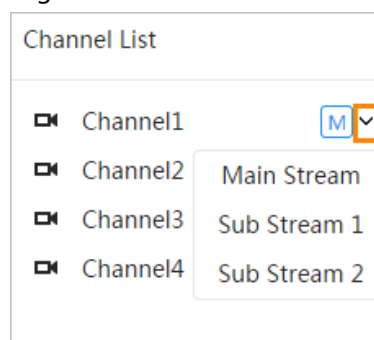 Channel List
Channel1 M
Channel2
Main Stream
Channel3
Sub Stream 1
Channel4
Sub Stream 2